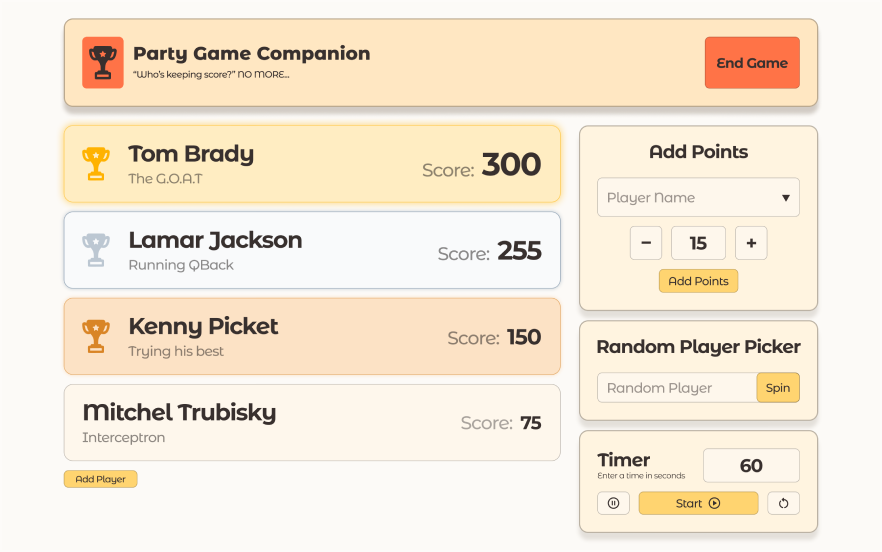 Party Game Companion
“Who's keeping score?” NO MORE...
End Game
Tom Brady
The G.O.A.T
Score: 300
Lamar Jackson
Running QBack
Score: 255
Kenny Picket
Trying his best
Score: 150
Mitchel Trubisky
Interceptron
Score: 75
Add Player
Add Points
Player Name
− 15 +
Add Points
Random Player Picker
Random Player
Spin
Timer
Enter a time in seconds
60
Start